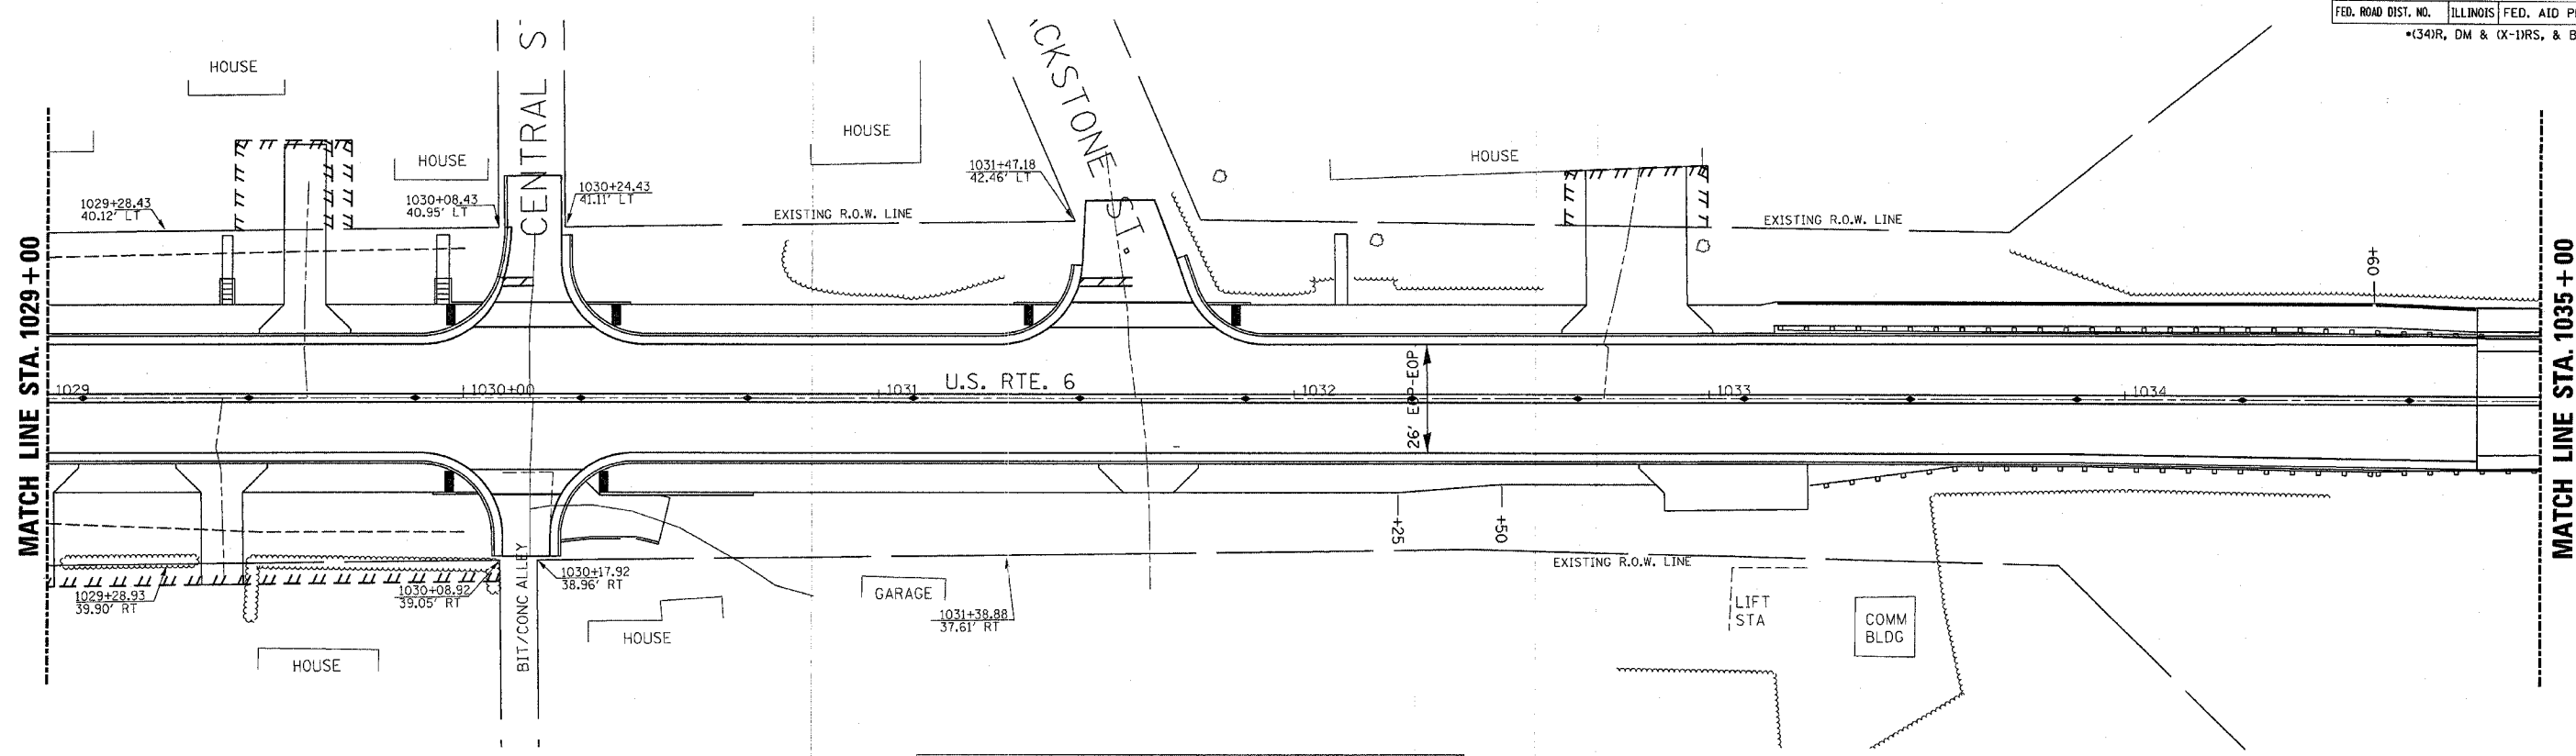 FED. ROAD DIST. NO. ILLINOIS FED. AID P
*(34)R, DM & (X-1)RS, & B
HOUSE
CENTRAL S
CKSTONE ST.
HOUSE
HOUSE
HOUSE
1029+28.43
40.12' LT
1030+08.43
40.95' LT
1030+24.43
41.11' LT
1031+47.18
42.46' LT
EXISTING R.O.W. LINE
EXISTING R.O.W. LINE
+60
MATCH LINE STA. 1029+00
MATCH LINE STA. 1035+00
1029
1030+00
1031
U.S. RTE. 6
1032
26' EOP-EOP
1033
1034
+25
+50
EXISTING R.O.W. LINE
1029+28.93
39.90' RT
1030+08.92
39.05' RT
BIT/CONC ALLEY
1030+17.92
38.96' RT
GARAGE
1031+38.88
37.61' RT
LIFT
STA
COMM
BLDG
HOUSE
HOUSE